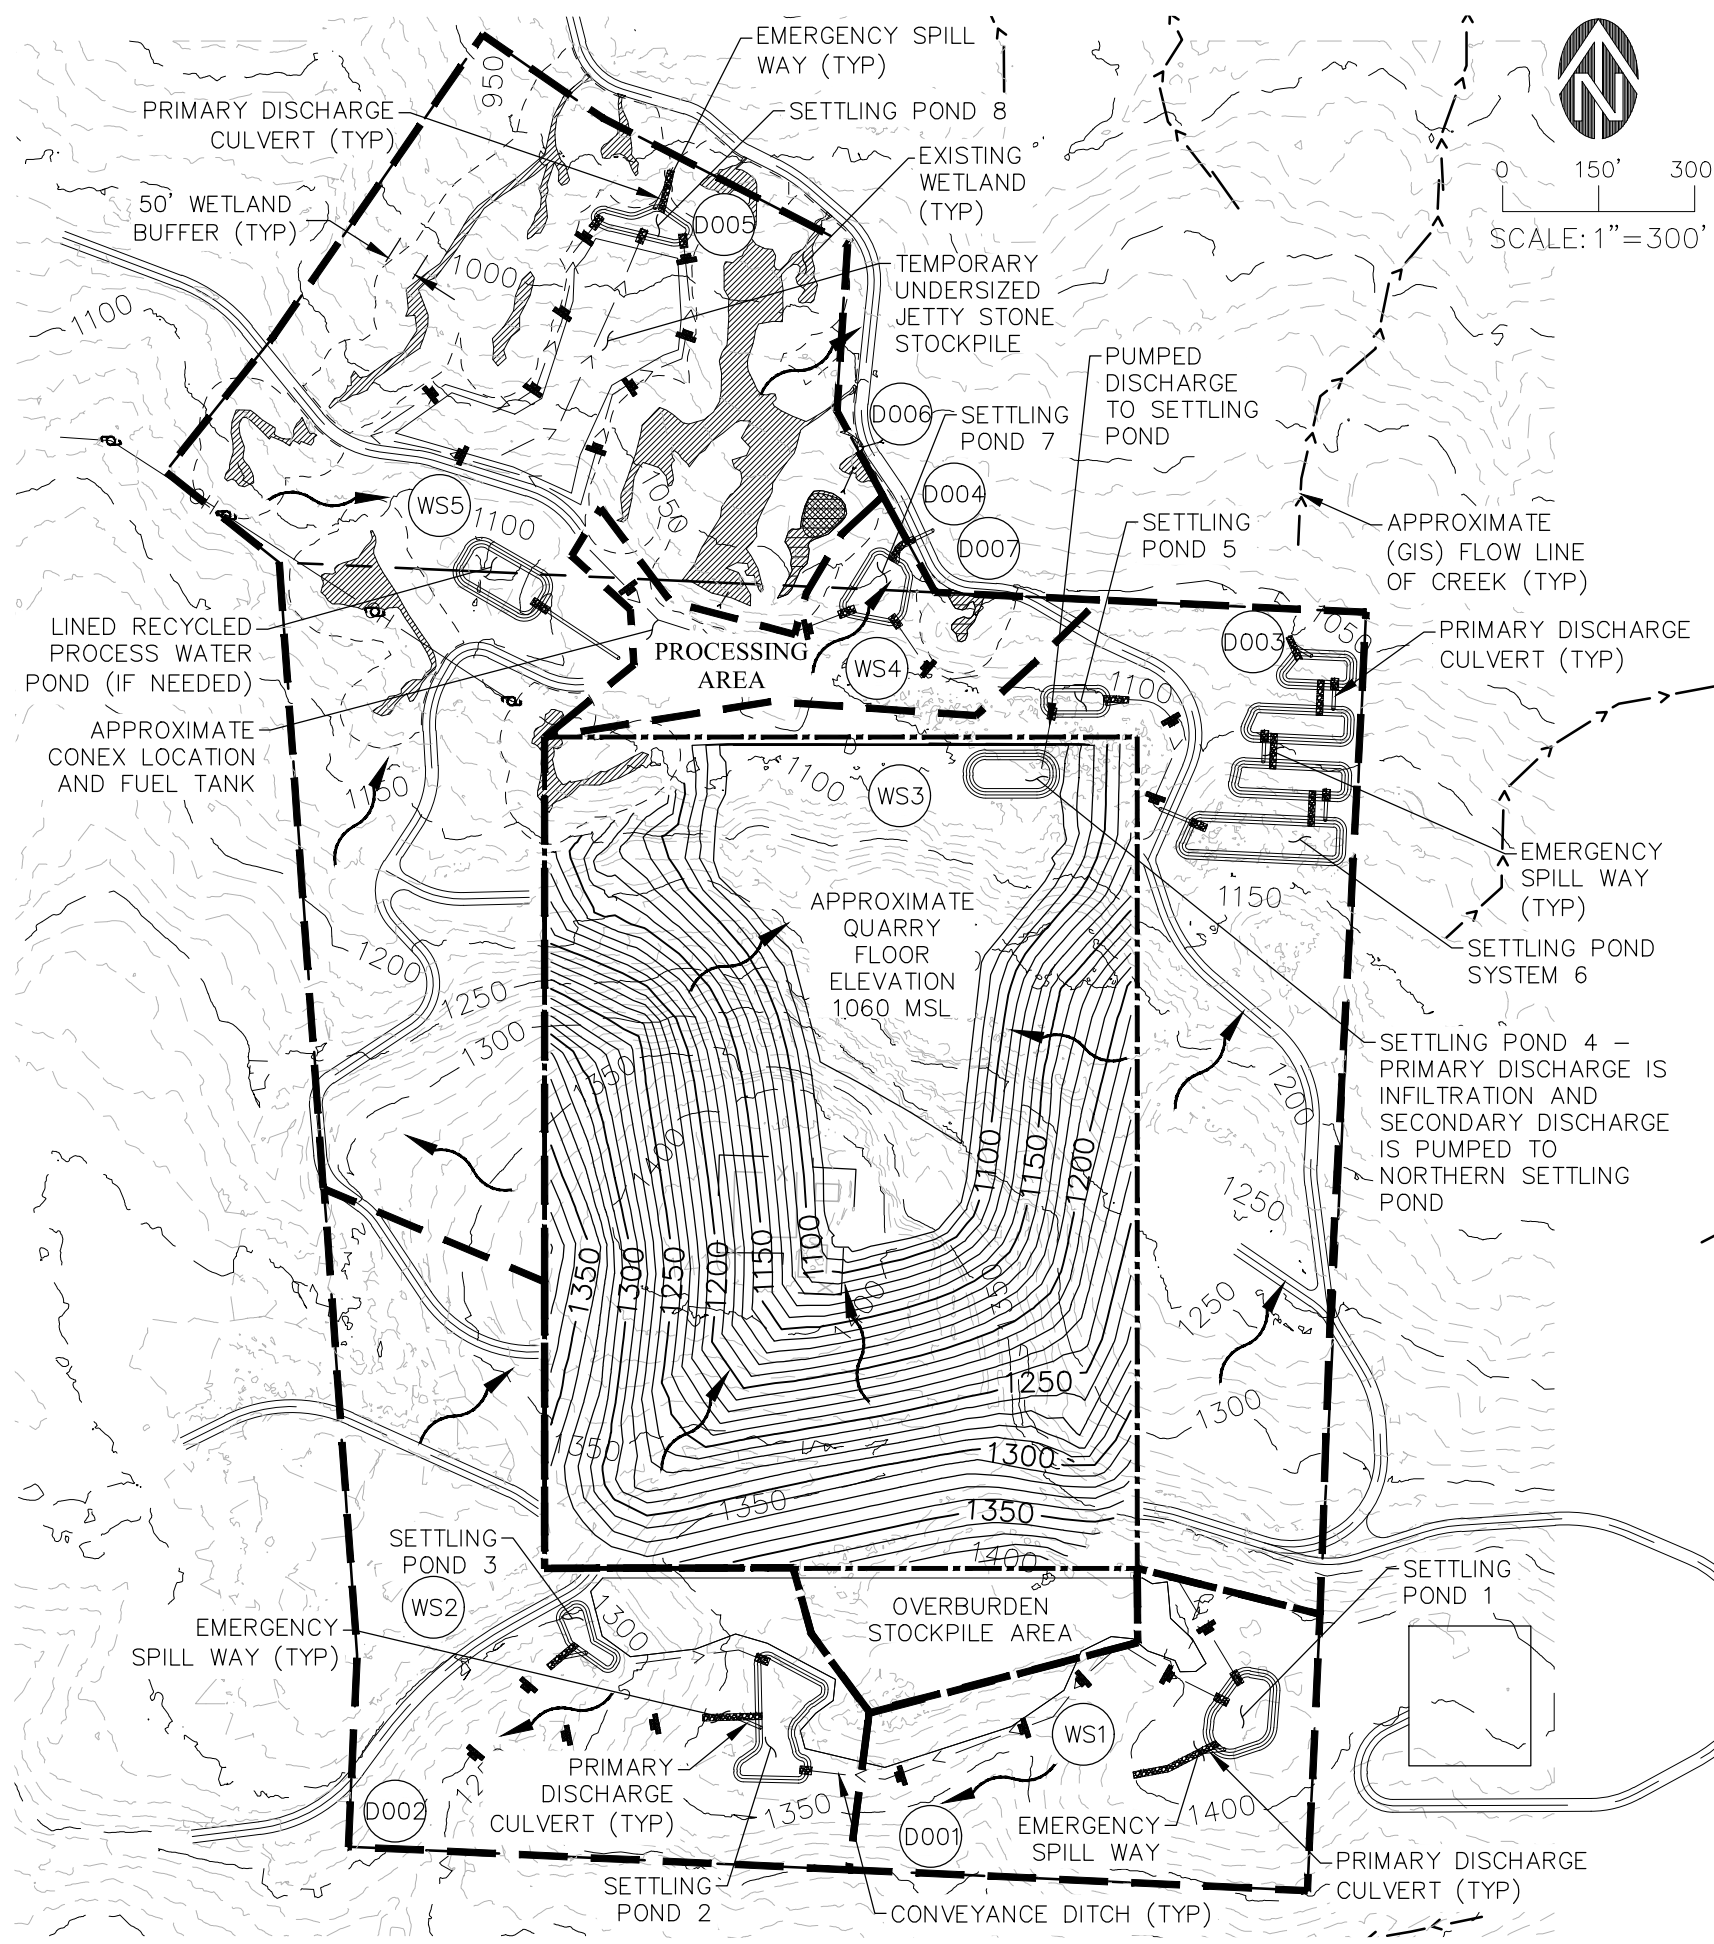 EMERGENCY SPILL
WAY (TYP)
950
PRIMARY DISCHARGE
CULVERT (TYP)
SETTLING POND 8
N
EXISTING
WETLAND
(TYP)
0 150' 300'
SCALE: 1"=300'
50' WETLAND
BUFFER (TYP)
D005
1000
TEMPORARY
UNDERSIZED
JETTY STONE
STOCKPILE
1100
PUMPED
DISCHARGE
TO SETTLING
POND
D006
SETTLING
POND 7
D004
WS5
1100
1050
D007
SETTLING
POND 5
APPROXIMATE
(GIS) FLOW LINE
OF CREEK (TYP)
LINED RECYCLED
PROCESS WATER
POND (IF NEEDED)
PROCESSING
AREA
WS4
D003
1050
PRIMARY DISCHARGE
CULVERT (TYP)
1100
APPROXIMATE
CONEX LOCATION
AND FUEL TANK
1150
1100
WS3
EMERGENCY
SPILL WAY
(TYP)
1150
APPROXIMATE
QUARRY
FLOOR
ELEVATION
1060 MSL
SETTLING POND
SYSTEM 6
1200
1250
1300
1350
1400
SETTLING POND 4 –
PRIMARY DISCHARGE IS
INFILTRATION AND
SECONDARY DISCHARGE
IS PUMPED TO
NORTHERN SETTLING
POND
1200
1100
1150
1200
1250
1350
1300
1250
1200
1150
1100
1250
1250
1300
1300
1350
1350
1350
1400
SETTLING
POND 3
WS2
1300
EMERGENCY
SPILL WAY (TYP)
OVERBURDEN
STOCKPILE AREA
SETTLING
POND 1
WS1
PRIMARY
DISCHARGE
CULVERT (TYP)
D002
1350
D001
EMERGENCY
SPILL WAY
1400
SETTLING
POND 2
CONVEYANCE DITCH (TYP)
PRIMARY DISCHARGE
CULVERT (TYP)